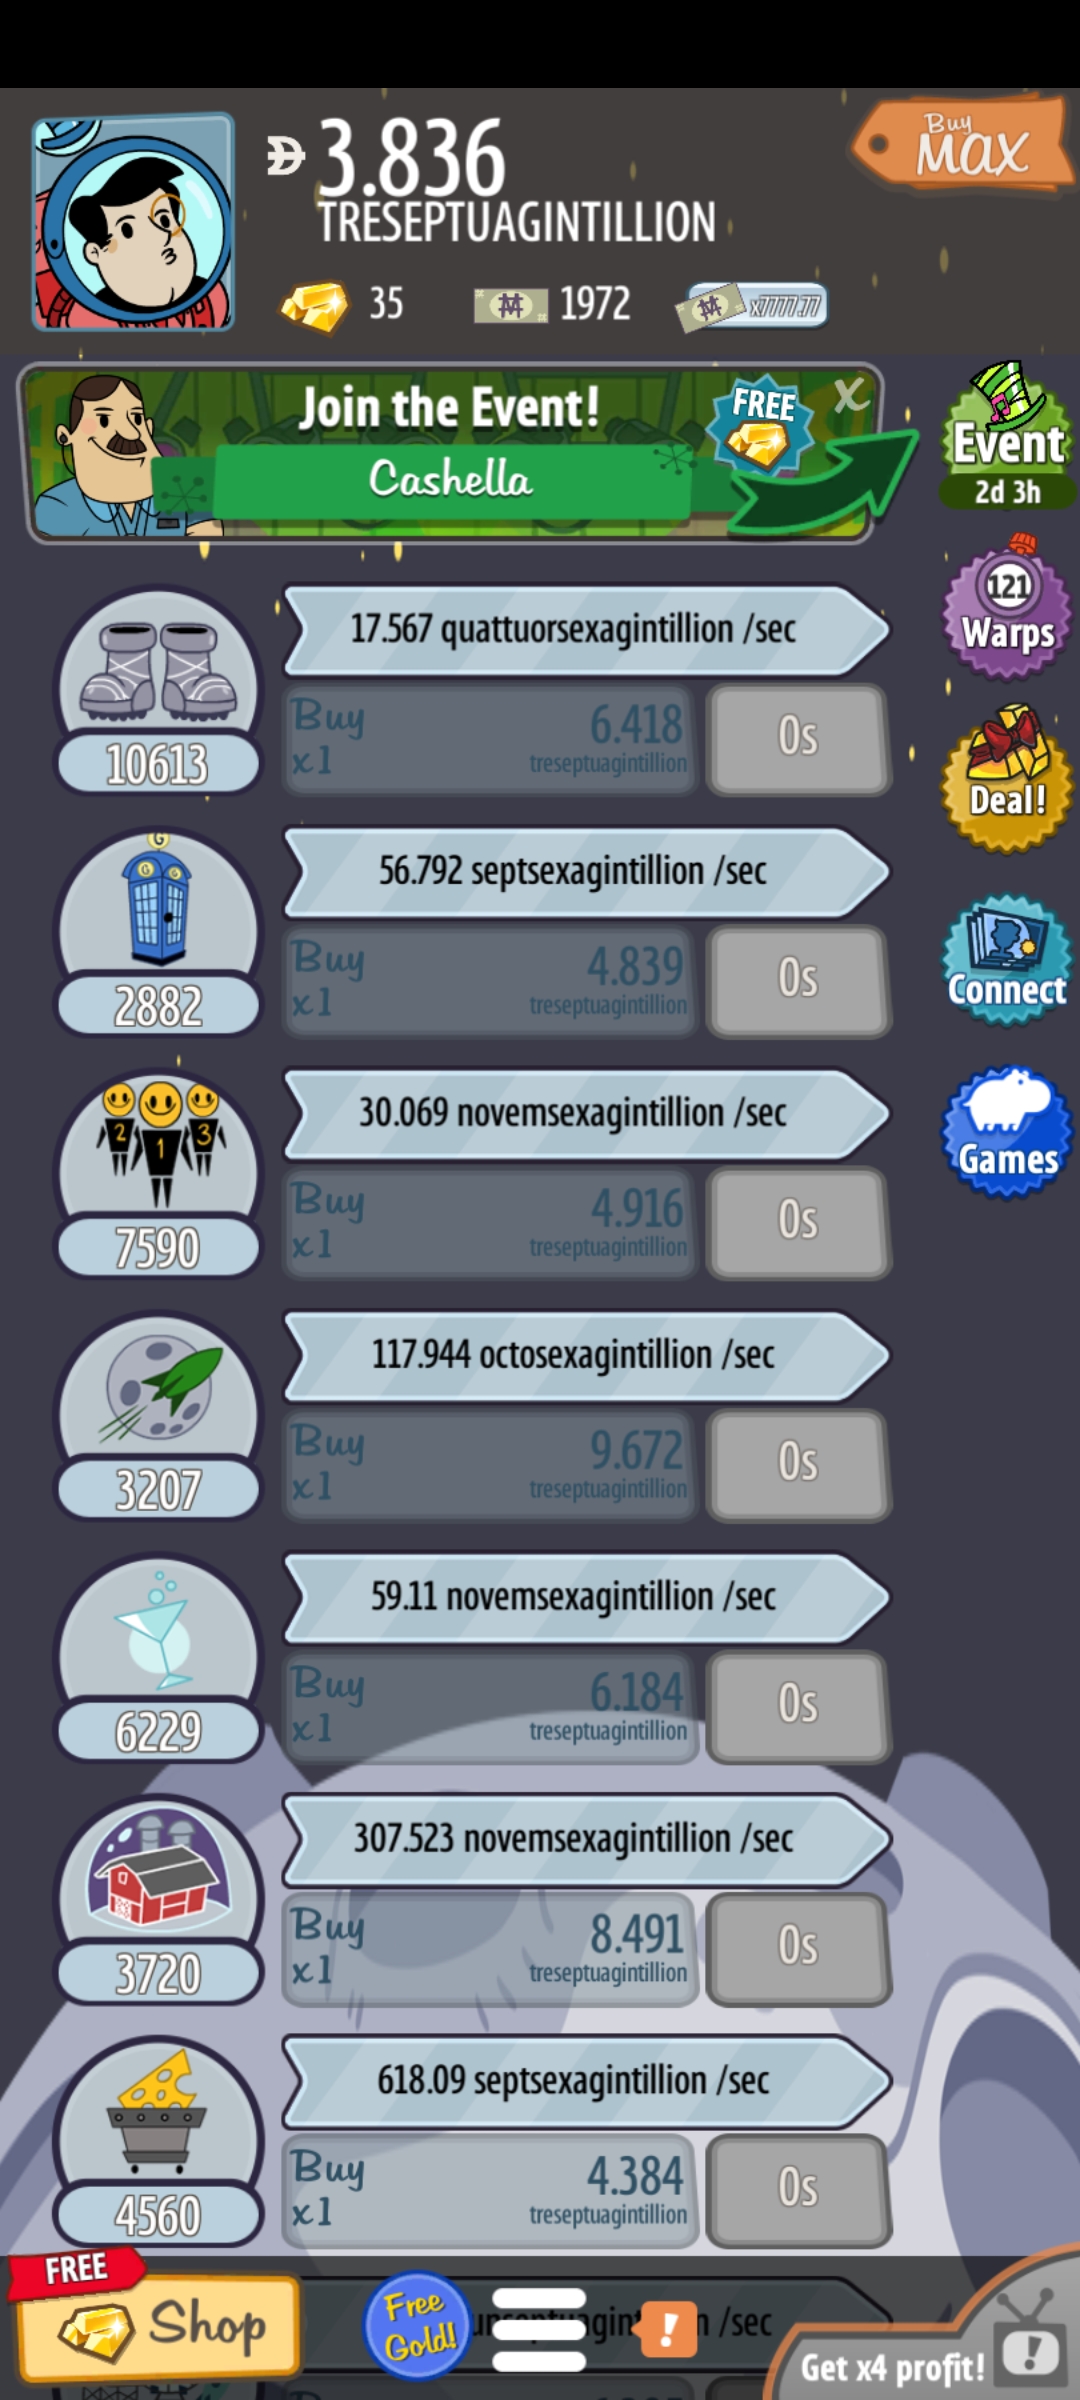 3.836
TRESEPTUAGINTILLION
Buy
MAX
35
1972
x7777.77
Join the Event!
Cashella
FREE
X
Event
2d 3h
17.567 quattuorsexagintillion /sec
Buy
x1
6.418
treseptuagintillion
0s
10613
121
Warps
Deal!
56.792 septsexagintillion /sec
Buy
x1
4.839
treseptuagintillion
0s
G
G
G
2882
Connect
30.069 novemsexagintillion /sec
Buy
x1
4.916
treseptuagintillion
0s
2
1
3
7590
Games
117.944 octosexagintillion /sec
Buy
x1
9.672
treseptuagintillion
0s
3207
59.11 novemsexagintillion /sec
Buy
x1
6.184
treseptuagintillion
0s
6229
307.523 novemsexagintillion /sec
Buy
x1
8.491
treseptuagintillion
0s
3720
618.09 septsexagintillion /sec
Buy
x1
4.384
treseptuagintillion
0s
4560
FREE
Shop
Free
Gold!
!
/sec
Get x4 profit!
!